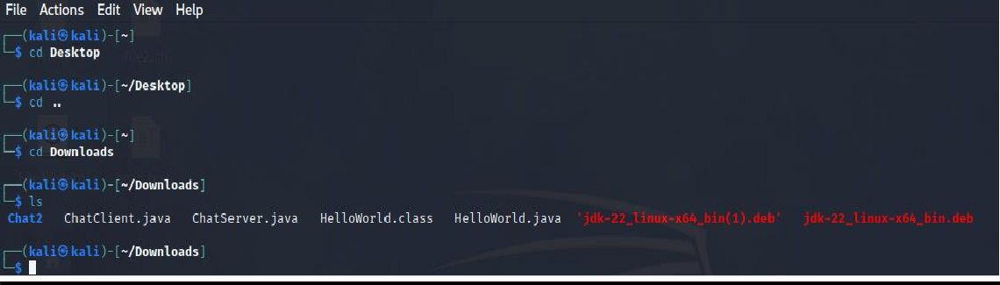 File Actions Edit View Help
┌──(kali㉿kali)-[~]
└─$ cd Desktop
┌──(kali㉿kali)-[~/Desktop]
└─$ cd ..
┌──(kali㉿kali)-[~]
└─$ cd Downloads
┌──(kali㉿kali)-[~/Downloads]
└─$ ls
Chat2 ChatClient.java ChatServer.java HelloWorld.class HelloWorld.java 'jdk-22_linux-x64_bin(1).deb' jdk-22_linux-x64_bin.deb
┌──(kali㉿kali)-[~/Downloads]
└─$